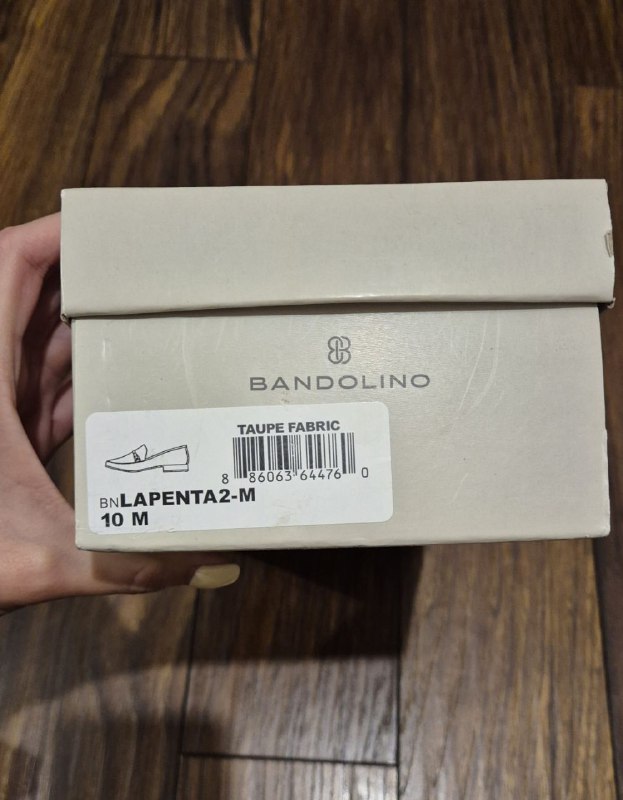 BANDOLINO
TAUPE FABRIC
8 86063 64476 0
BNLAPENTA2-M
10 M